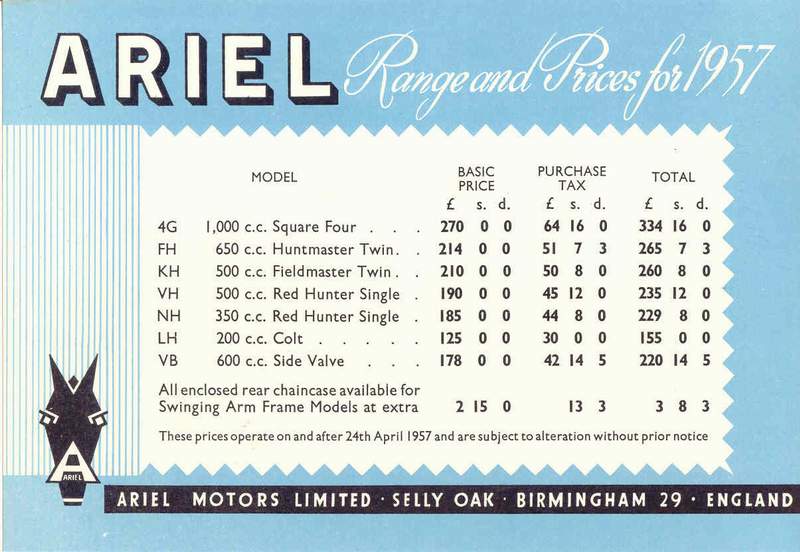 ARIEL Range and Prices for 1957
MODEL BASIC PRICE PURCHASE TAX TOTAL
£ s. d. £ s. d. £ s. d.
4G 1,000 c.c. Square Four . . . 270 0 0 64 16 0 334 16 0
FH 650 c.c. Huntmaster Twin . . 214 0 0 51 7 3 265 7 3
KH 500 c.c. Fieldmaster Twin . . 210 0 0 50 8 0 260 8 0
VH 500 c.c. Red Hunter Single . 190 0 0 45 12 0 235 12 0
NH 350 c.c. Red Hunter Single . 185 0 0 44 8 0 229 8 0
LH 200 c.c. Colt . . . . . 125 0 0 30 0 0 155 0 0
VB 600 c.c. Side Valve . . . 178 0 0 42 14 5 220 14 5
All enclosed rear chaincase available for
Swinging Arm Frame Models at extra 2 15 0 13 3 3 8 3
These prices operate on and after 24th April 1957 and are subject to alteration without prior notice
A
ARIEL
ARIEL MOTORS LIMITED · SELLY OAK · BIRMINGHAM 29 · ENGLAND